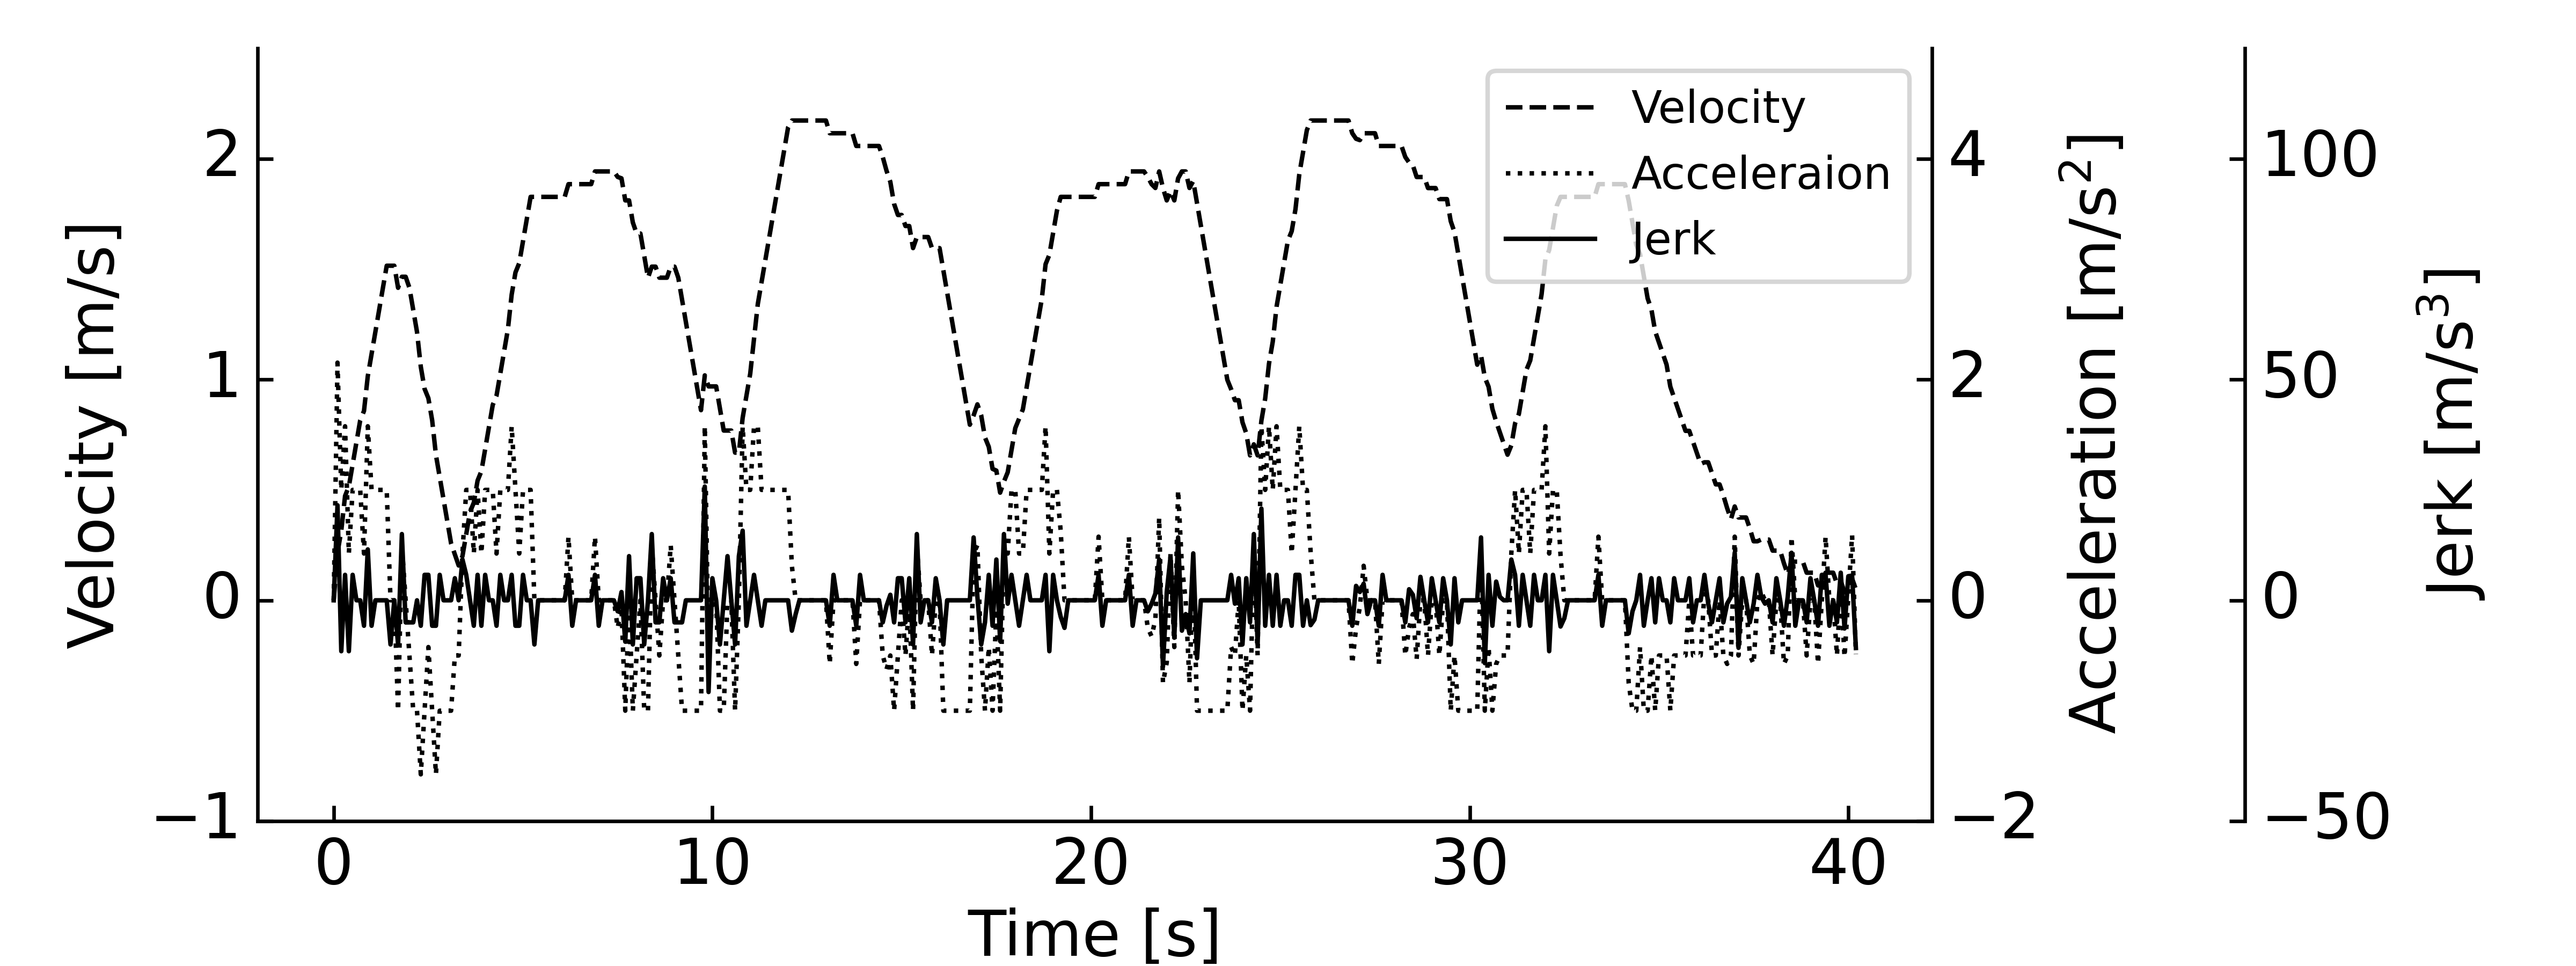 Velocity [m/s]
2
1
0
−1
0 10 20 30 40
Time [s]
Velocity
Acceleraion
Jerk
4
2
0
−2
Acceleration [m/s²]
100
50
0
−50
Jerk [m/s³]